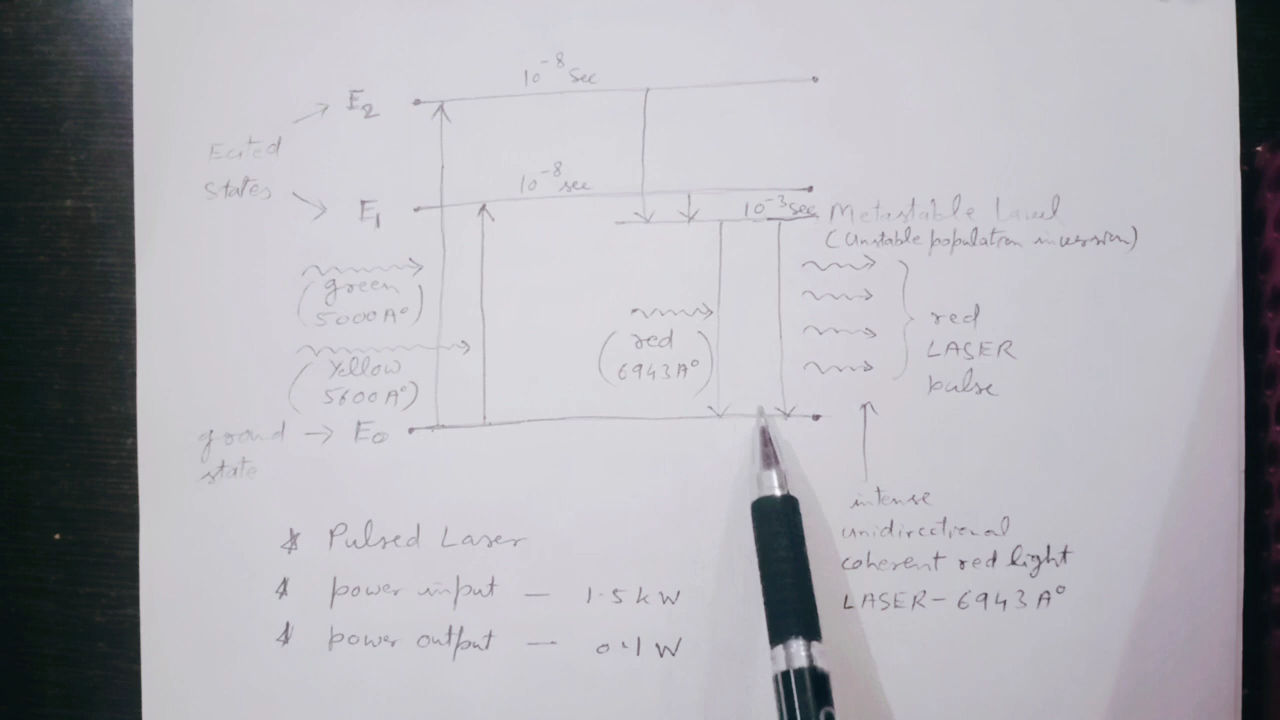 10⁻⁸ Sec
E₂
Ecited
states
10⁻⁸ sec
E₁
10⁻³ sec
Metastable Lavel
(Unstable population inversion)
green
5000A°
Yellow
5600A°
red
6943A°
red
LASER
pulse
ground
state
E₀
intense
unidirectional
coherent red light
LASER - 6943A°
Pulsed Laser
power input - 1.5kW
power output - 0.1W